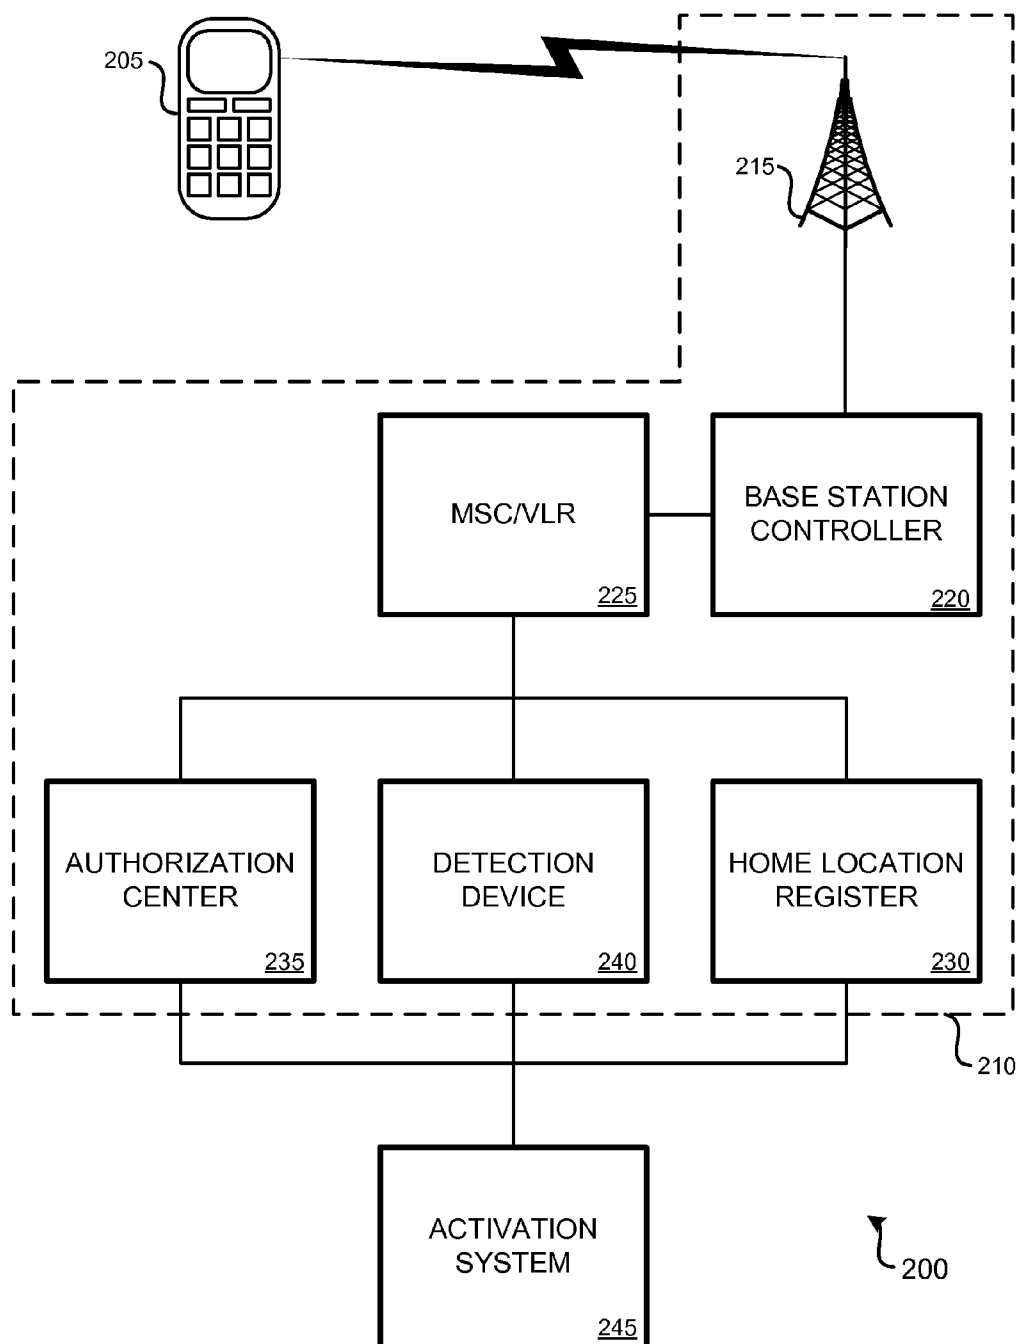 205
215
MSC/VLR
225
BASE STATION
CONTROLLER
220
AUTHORIZATION
CENTER
235
DETECTION
DEVICE
240
HOME LOCATION
REGISTER
230
210
ACTIVATION
SYSTEM
245
200